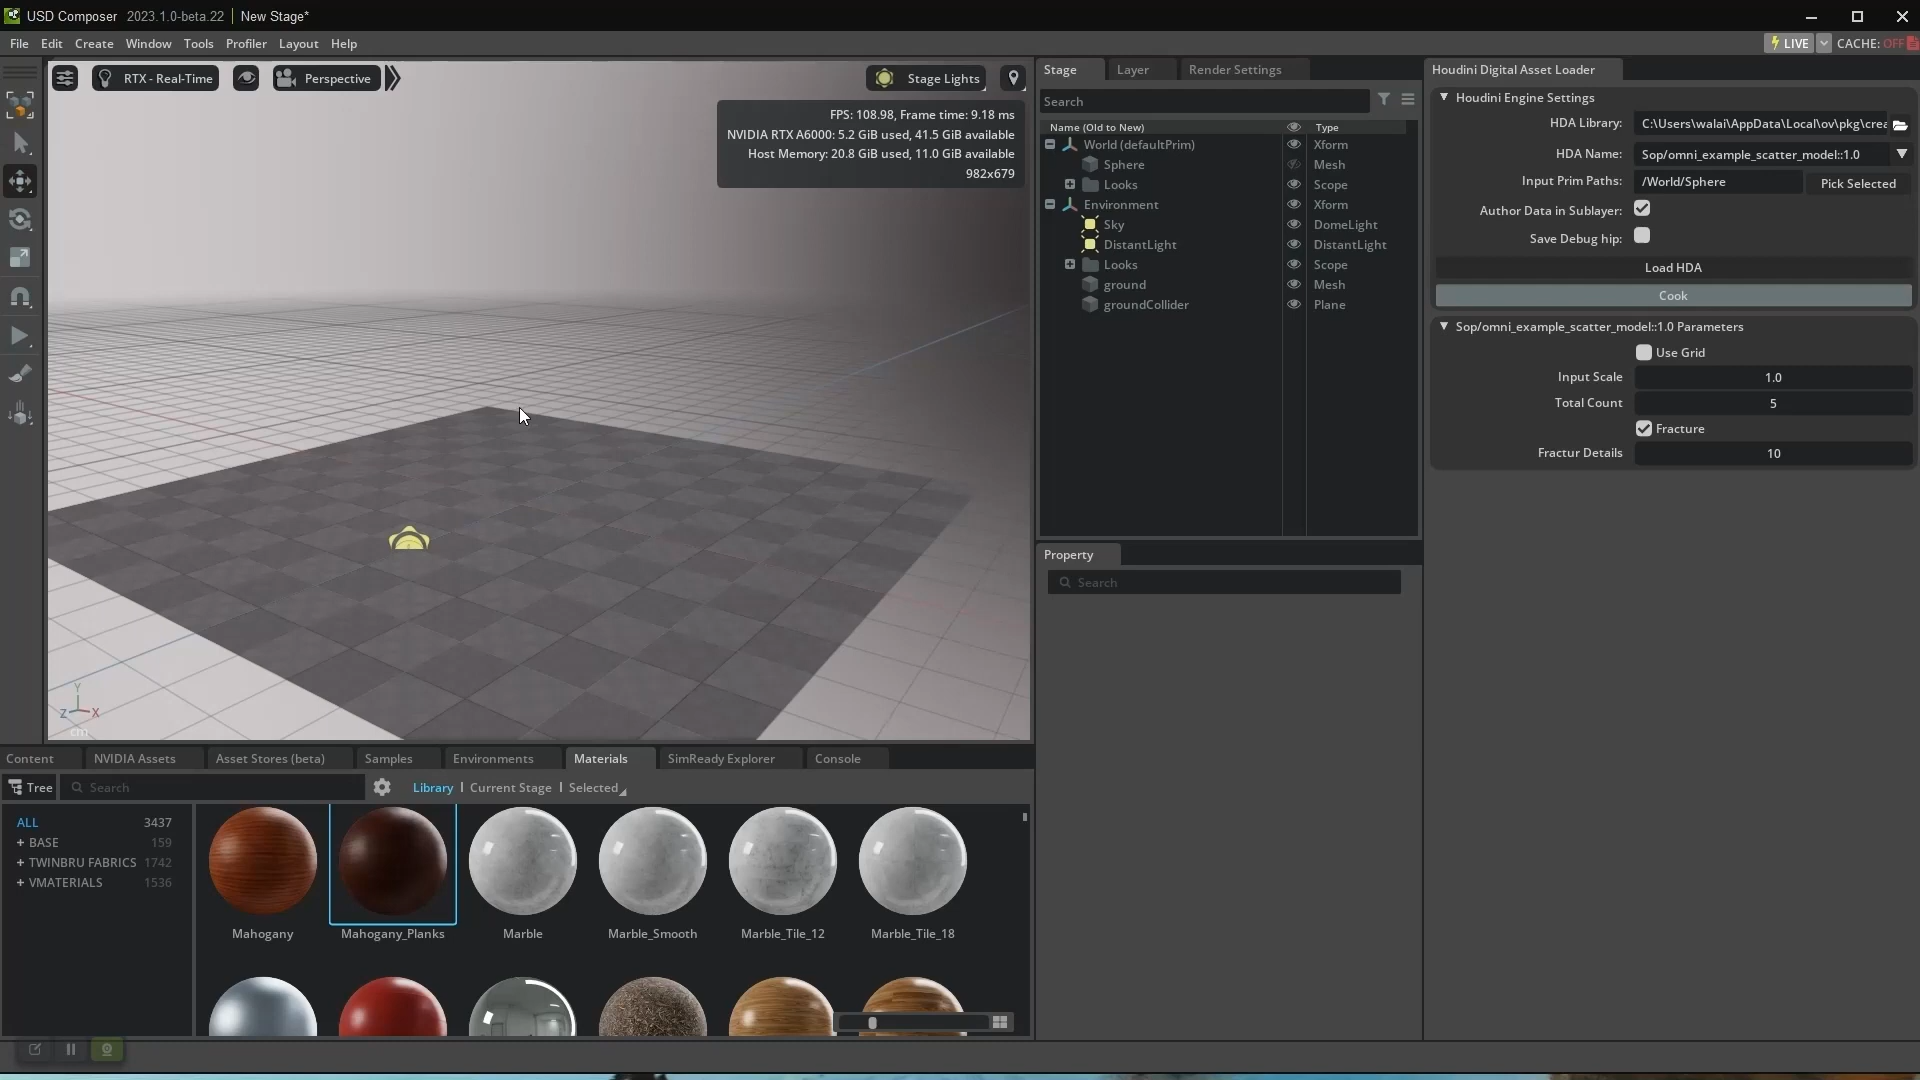 USD Composer 2023.1.0-beta.22 | New Stage*
File Edit Create Window Tools Profiler Layout Help
LIVE CACHE: OFF
RTX - Real-Time Perspective Stage Lights
FPS: 108.98, Frame time: 9.18 ms
NVIDIA RTX A6000: 5.2 GiB used, 41.5 GiB available
Host Memory: 20.8 GiB used, 11.0 GiB available
982x679
Y
Z X
cm
Stage Layer Render Settings
Search
Name (Old to New) Type
World (defaultPrim) Xform
Sphere Mesh
Looks Scope
Environment Xform
Sky DomeLight
DistantLight DistantLight
Looks Scope
ground Mesh
groundCollider Plane
Property
Search
Houdini Digital Asset Loader
Houdini Engine Settings
HDA Library: C:\Users\walai\AppData\Local\ov\pkg\crea
HDA Name: Sop/omni_example_scatter_model::1.0
Input Prim Paths: /World/Sphere Pick Selected
Author Data in Sublayer:
Save Debug hip:
Load HDA
Cook
Sop/omni_example_scatter_model::1.0 Parameters
Use Grid
Input Scale 1.0
Total Count 5
Fracture
Fractur Details 10
Content NVIDIA Assets Asset Stores (beta) Samples Environments Materials SimReady Explorer Console
Tree Search Library | Current Stage | Selected
ALL 3437
+ BASE 159
+ TWINBRU FABRICS 1742
+ VMATERIALS 1536
Mahogany Mahogany_Planks Marble Marble_Smooth Marble_Tile_12 Marble_Tile_18